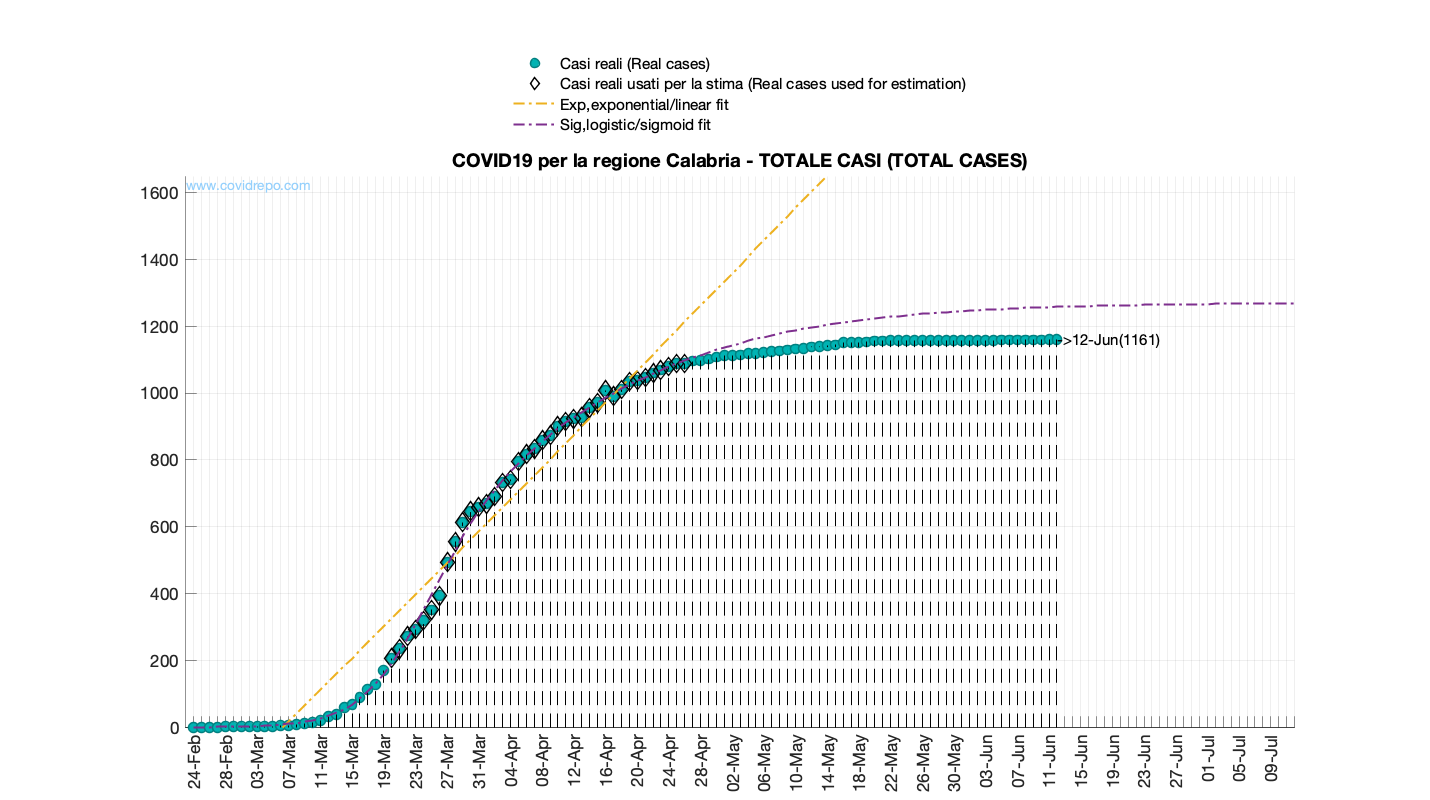 Casi reali (Real cases)
Casi reali usati per la stima (Real cases used for estimation)
Exp,exponential/linear fit
Sig,logistic/sigmoid fit
COVID19 per la regione Calabria - TOTALE CASI (TOTAL CASES)
www.covidrepo.com
1600
1400
1200
1000
800
600
400
200
0
->12-Jun(1161)
24-Feb
28-Feb
03-Mar
07-Mar
11-Mar
15-Mar
19-Mar
23-Mar
27-Mar
31-Mar
04-Apr
08-Apr
12-Apr
16-Apr
20-Apr
24-Apr
28-Apr
02-May
06-May
10-May
14-May
18-May
22-May
26-May
30-May
03-Jun
07-Jun
11-Jun
15-Jun
19-Jun
23-Jun
27-Jun
01-Jul
05-Jul
09-Jul